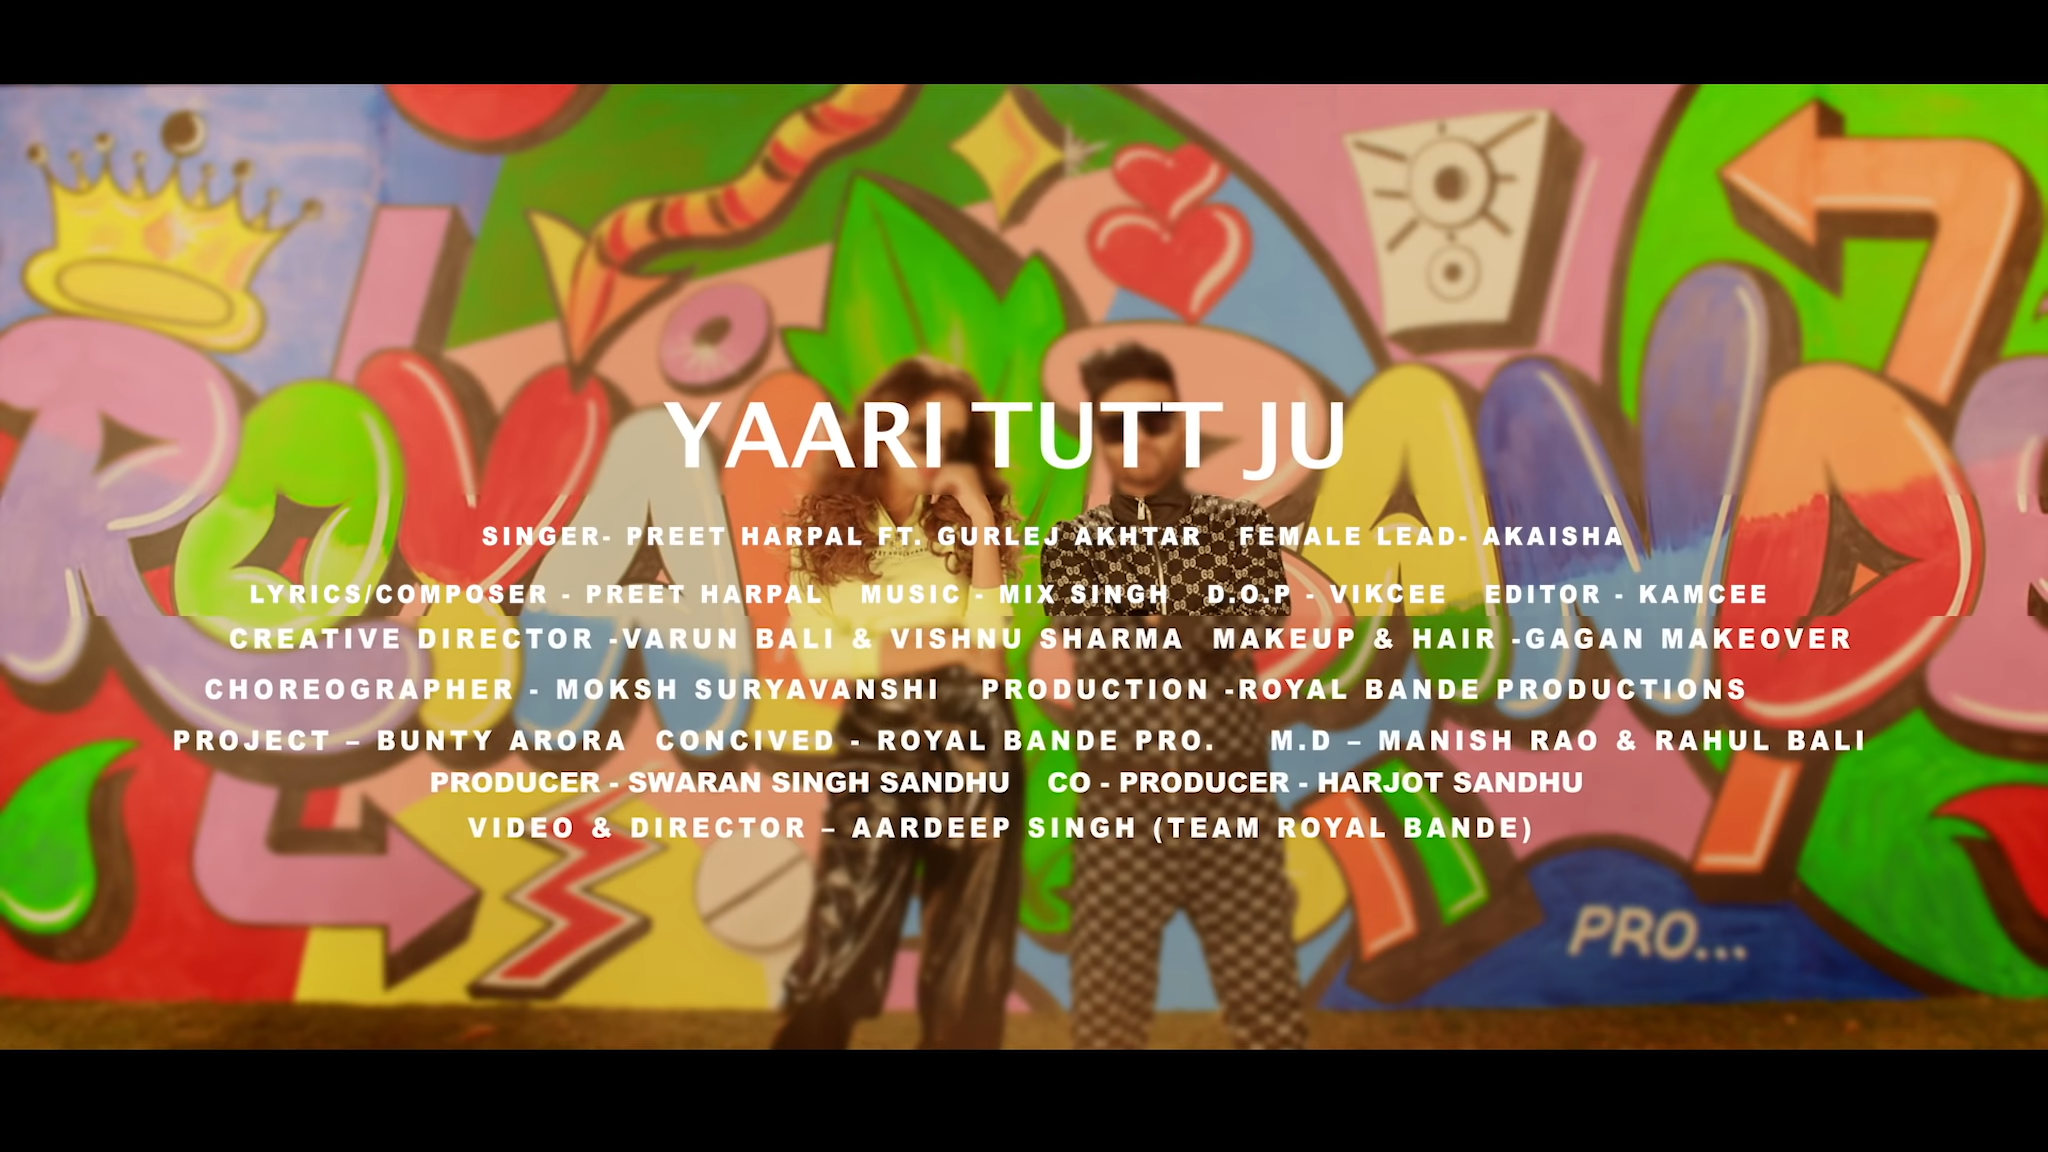 YAARI TUTT JU
SINGER- PREET HARPAL FT. GURLEJ AKHTAR FEMALE LEAD- AKAISHA
LYRICS/COMPOSER - PREET HARPAL MUSIC - MIX SINGH D.O.P - VIKCEE EDITOR - KAMCEE
CREATIVE DIRECTOR -VARUN BALI & VISHNU SHARMA MAKEUP & HAIR -GAGAN MAKEOVER
CHOREOGRAPHER - MOKSH SURYAVANSHI PRODUCTION -ROYAL BANDE PRODUCTIONS
PROJECT – BUNTY ARORA CONCIVED - ROYAL BANDE PRO. M.D – MANISH RAO & RAHUL BALI
PRODUCER - SWARAN SINGH SANDHU CO - PRODUCER - HARJOT SANDHU
VIDEO & DIRECTOR – AARDEEP SINGH (TEAM ROYAL BANDE)
ROYAL BANDE
PRO...